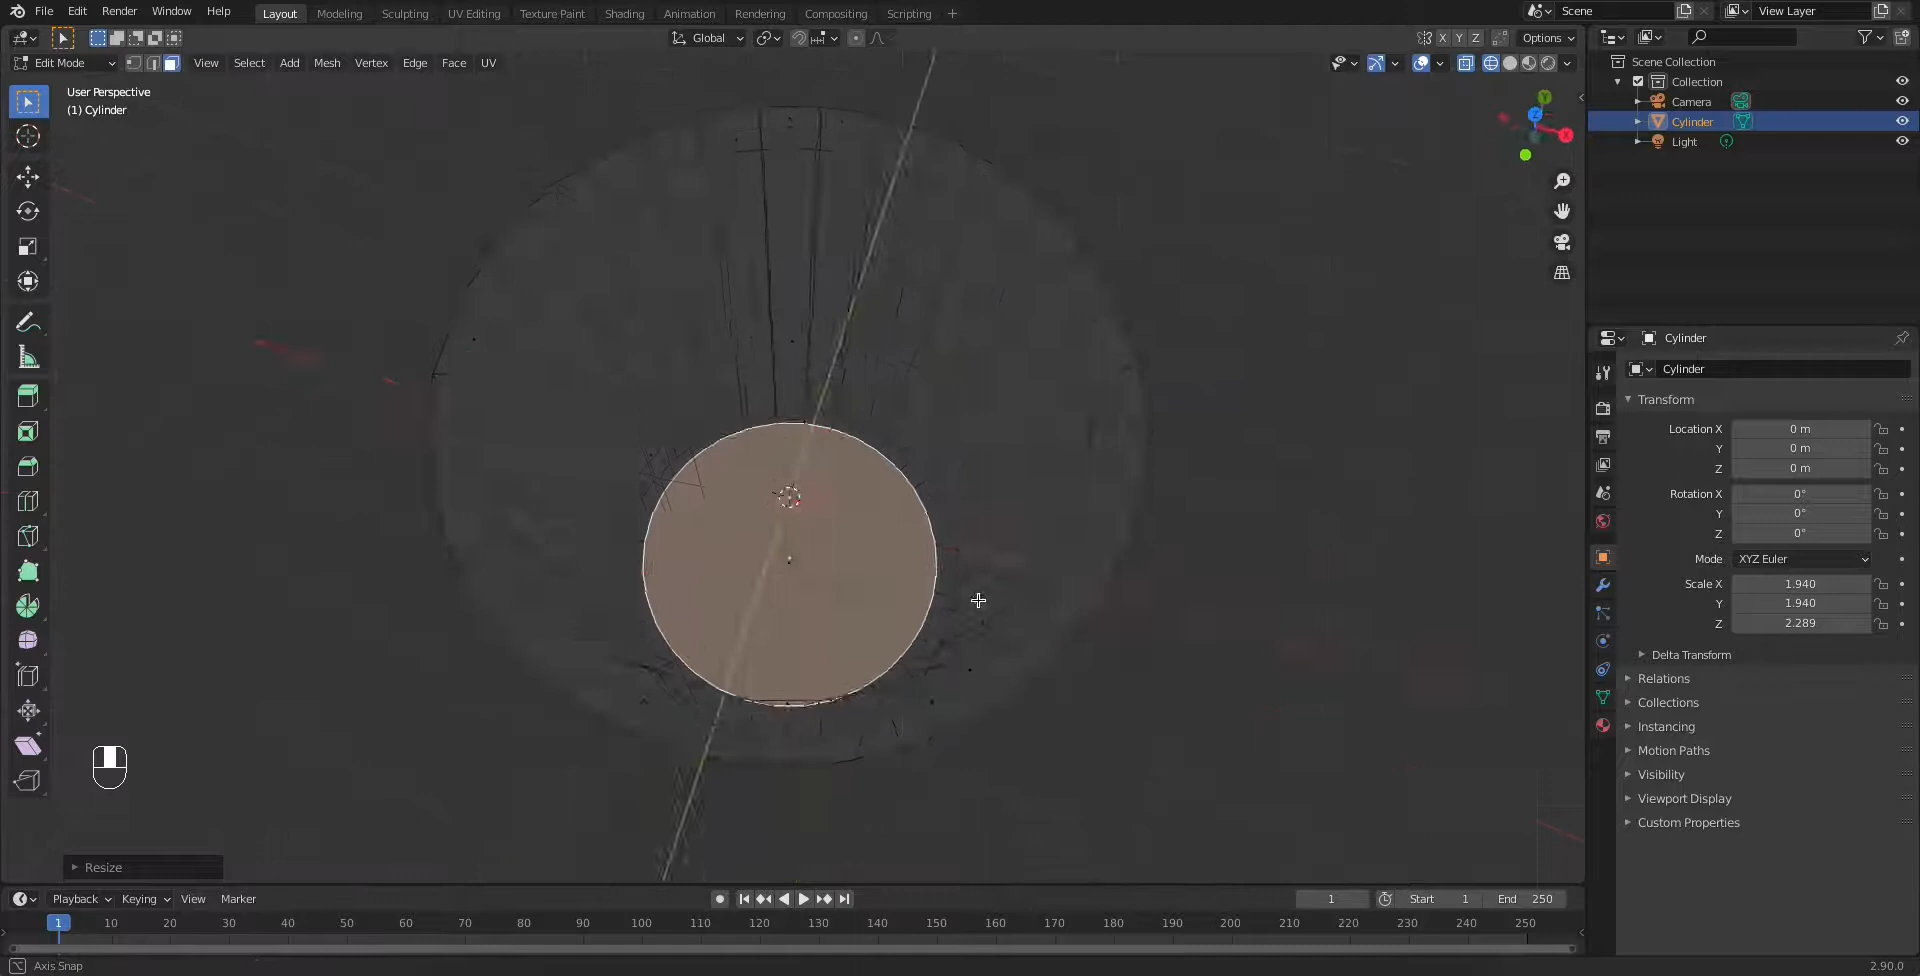 File Edit Render Window Help Layout Modeling Sculpting UV Editing Texture Paint Shading Animation Rendering Compositing Scripting + Scene View Layer
Global X Y Z Options
Edit Mode View Select Add Mesh Vertex Edge Face UV
User Perspective
(1) Cylinder
Scene Collection
Collection
Camera
Cylinder
Light
Y
Z
X
Cylinder
Cylinder
Transform
Location X 0 m
Y 0 m
Z 0 m
Rotation X 0°
Y 0°
Z 0°
Mode XYZ Euler
Scale X 1.940
Y 1.940
Z 2.289
Delta Transform
Relations
Collections
Instancing
Motion Paths
Visibility
Viewport Display
Custom Properties
Resize
Playback Keying View Marker 1 Start 1 End 250
1 10 20 30 40 50 60 70 80 90 100 110 120 130 140 150 160 170 180 190 200 210 220 230 240 250
Axis Snap 2.90.0